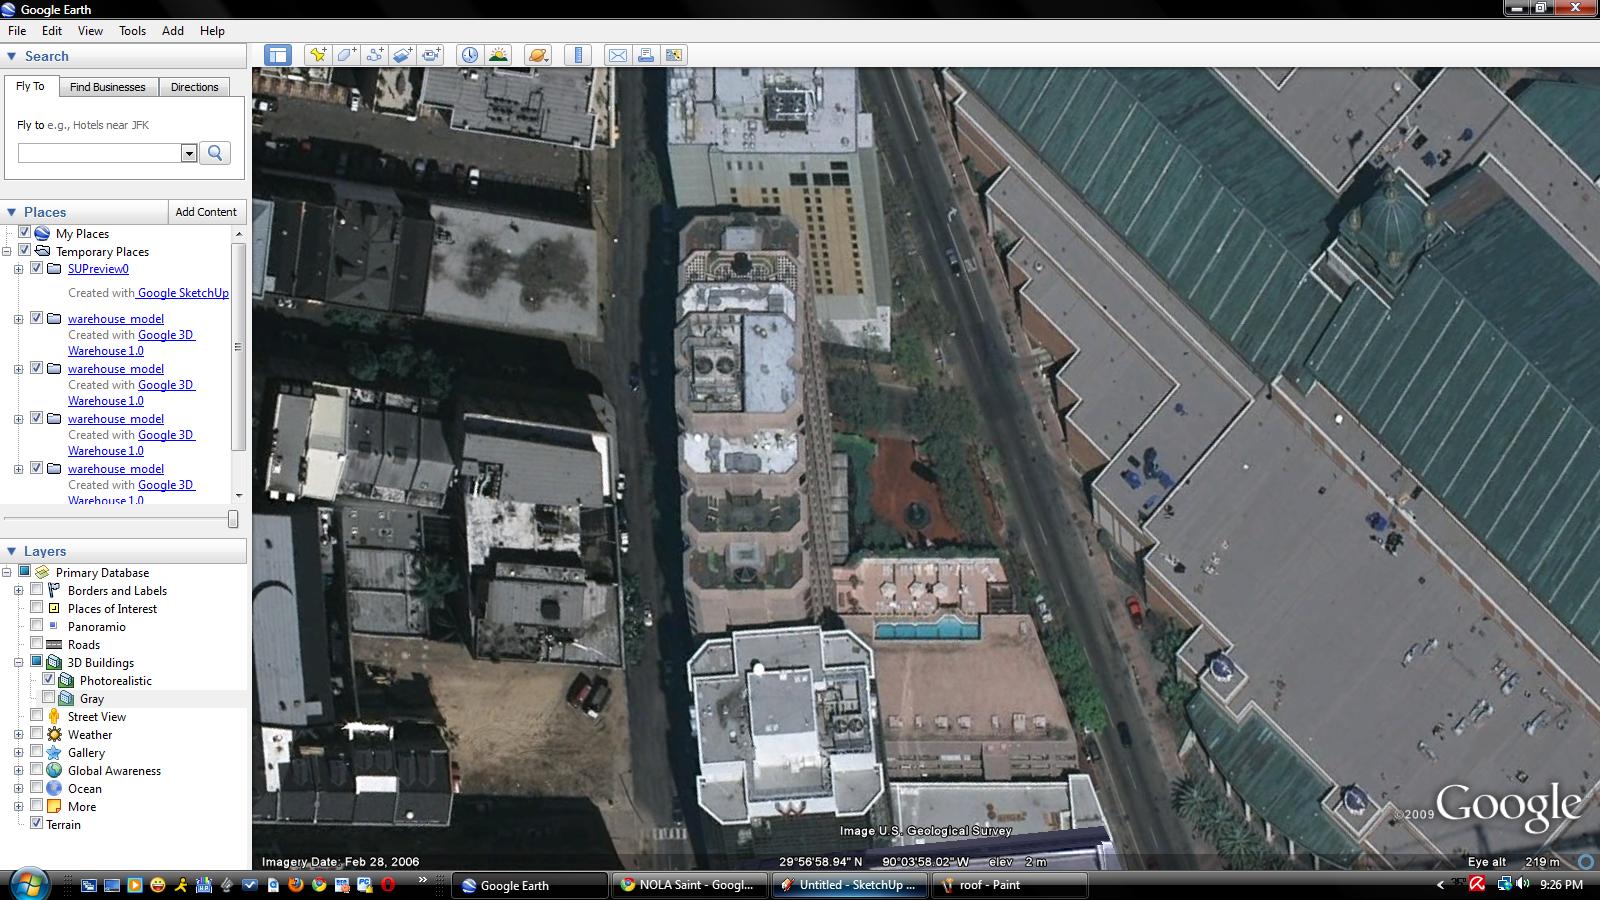 Google Earth
File Edit View Tools Add Help
Search
Fly To Find Businesses Directions
Fly to e.g., Hotels near JFK
Places Add Content
My Places
Temporary Places
SUPreview0
Created with Google SketchUp
warehouse_model
Created with Google 3D
Warehouse 1.0
warehouse_model
Created with Google 3D
Warehouse 1.0
warehouse_model
Created with Google 3D
Warehouse 1.0
warehouse_model
Created with Google 3D
Warehouse 1.0
Layers
Primary Database
Borders and Labels
Places of Interest
Panoramio
Roads
3D Buildings
Photorealistic
Gray
Street View
Weather
Gallery
Global Awareness
Ocean
More
Terrain
©2009 Google
Image U.S. Geological Survey
Imagery Date: Feb 28, 2006 29°56'58.94" N 90°03'58.02" W elev 2 m Eye alt 219 m
Google Earth NOLA Saint - Googl... Untitled - SketchUp ... roof - Paint 9:26 PM